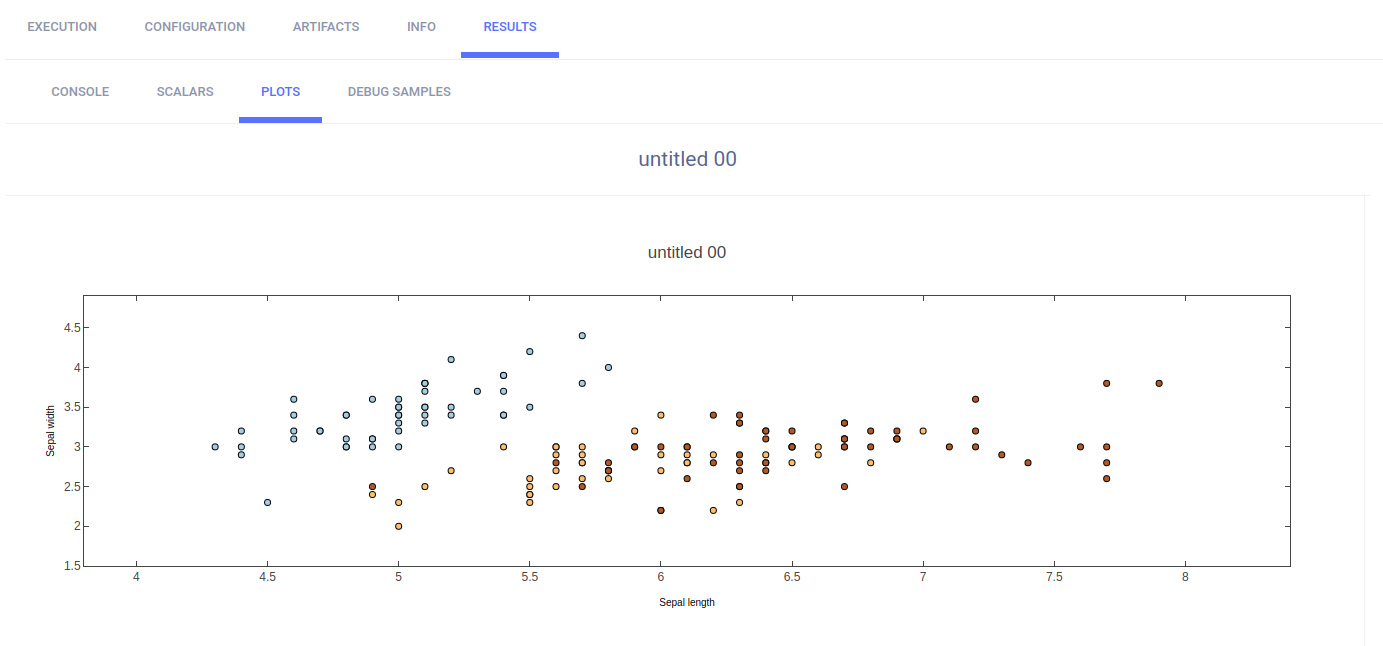 EXECUTION CONFIGURATION ARTIFACTS INFO RESULTS
CONSOLE SCALARS PLOTS DEBUG SAMPLES
untitled 00
untitled 00
4.5
4
3.5
3
2.5
2
1.5
Sepal width
4 4.5 5 5.5 6 6.5 7 7.5 8
Sepal length